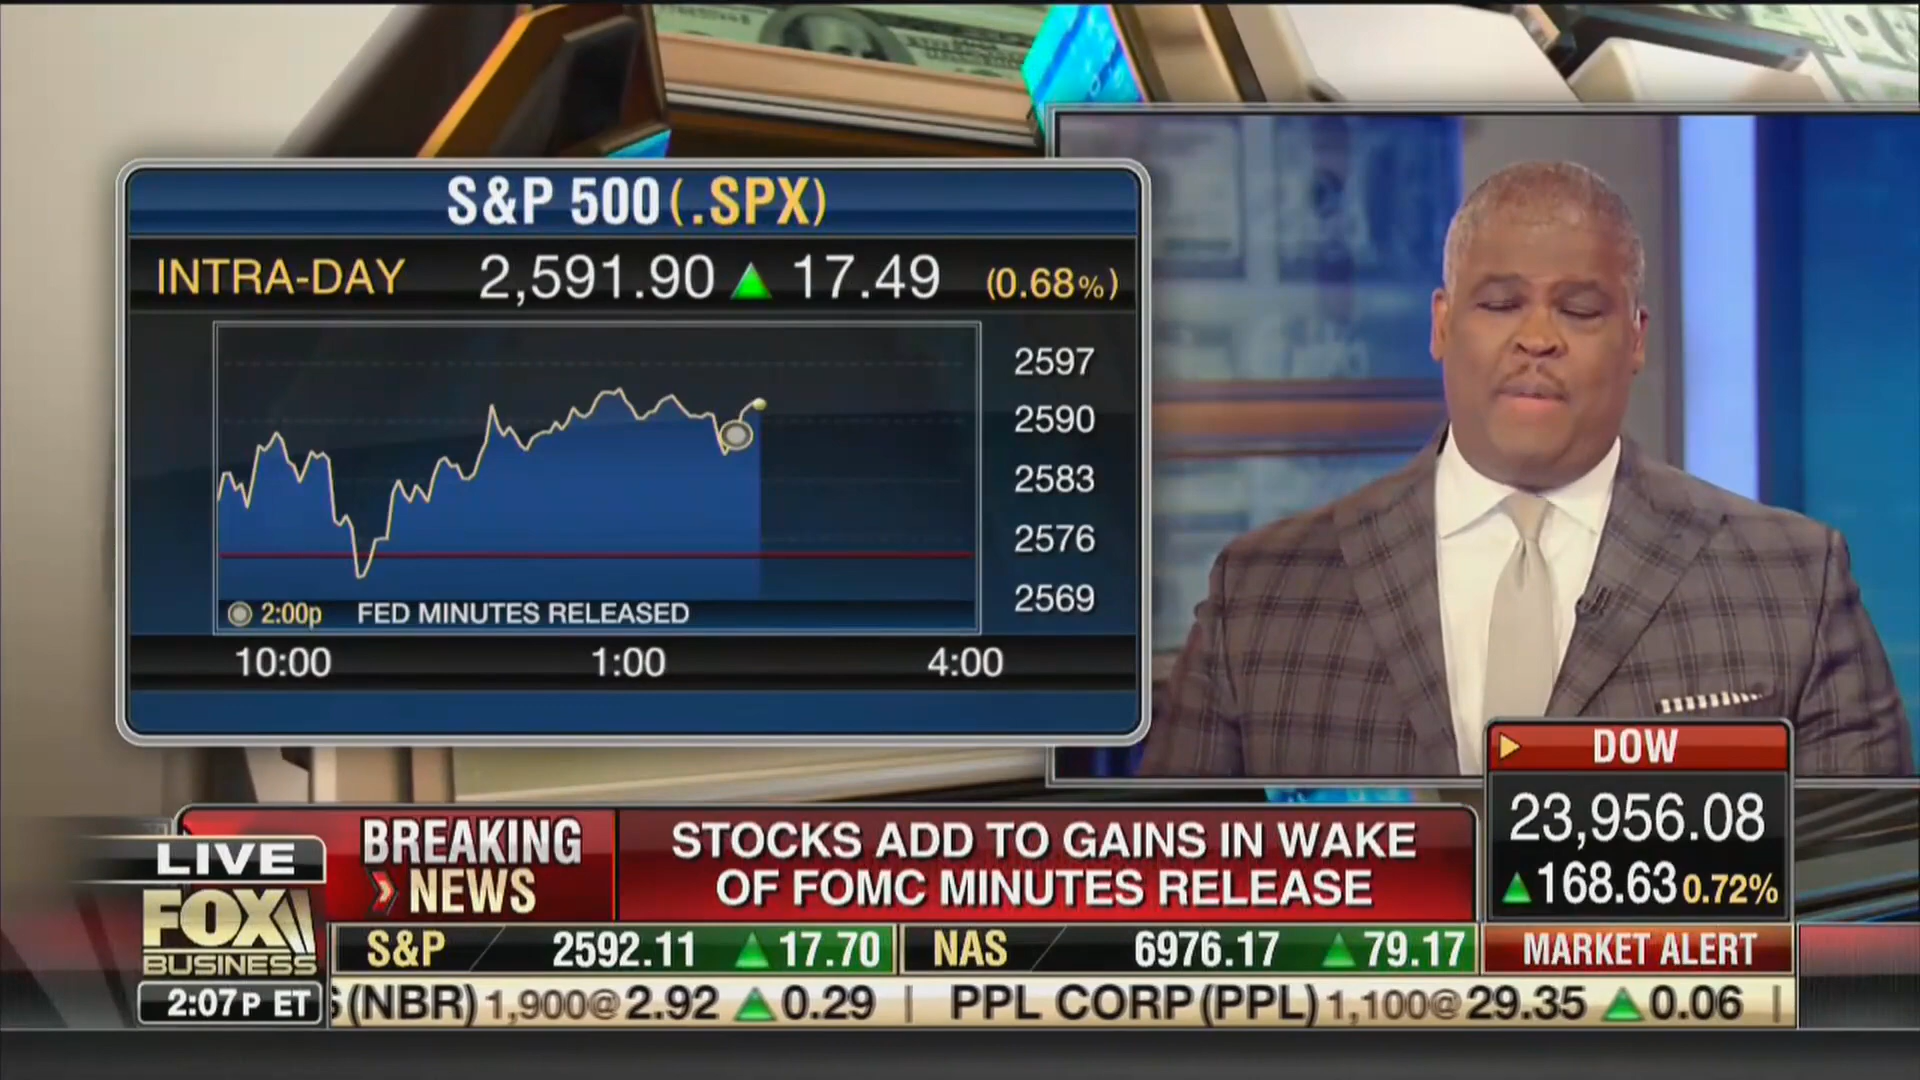 S&P 500 (.SPX)
INTRA-DAY 2,591.90 ▲ 17.49 (0.68%)
2597
2590
2583
2576
2569
2:00p FED MINUTES RELEASED
10:00 1:00 4:00
DOW
23,956.08
▲168.63 0.72%
MARKET ALERT
LIVE
BREAKING
NEWS
STOCKS ADD TO GAINS IN WAKE
OF FOMC MINUTES RELEASE
FOX
BUSINESS
2:07P ET
S&P 2592.11 ▲ 17.70 NAS 6976.17 ▲ 79.17
(NBR) 1,900@2.92 ▲0.29 | PPL CORP (PPL) 1,100@29.35 ▲0.06 |